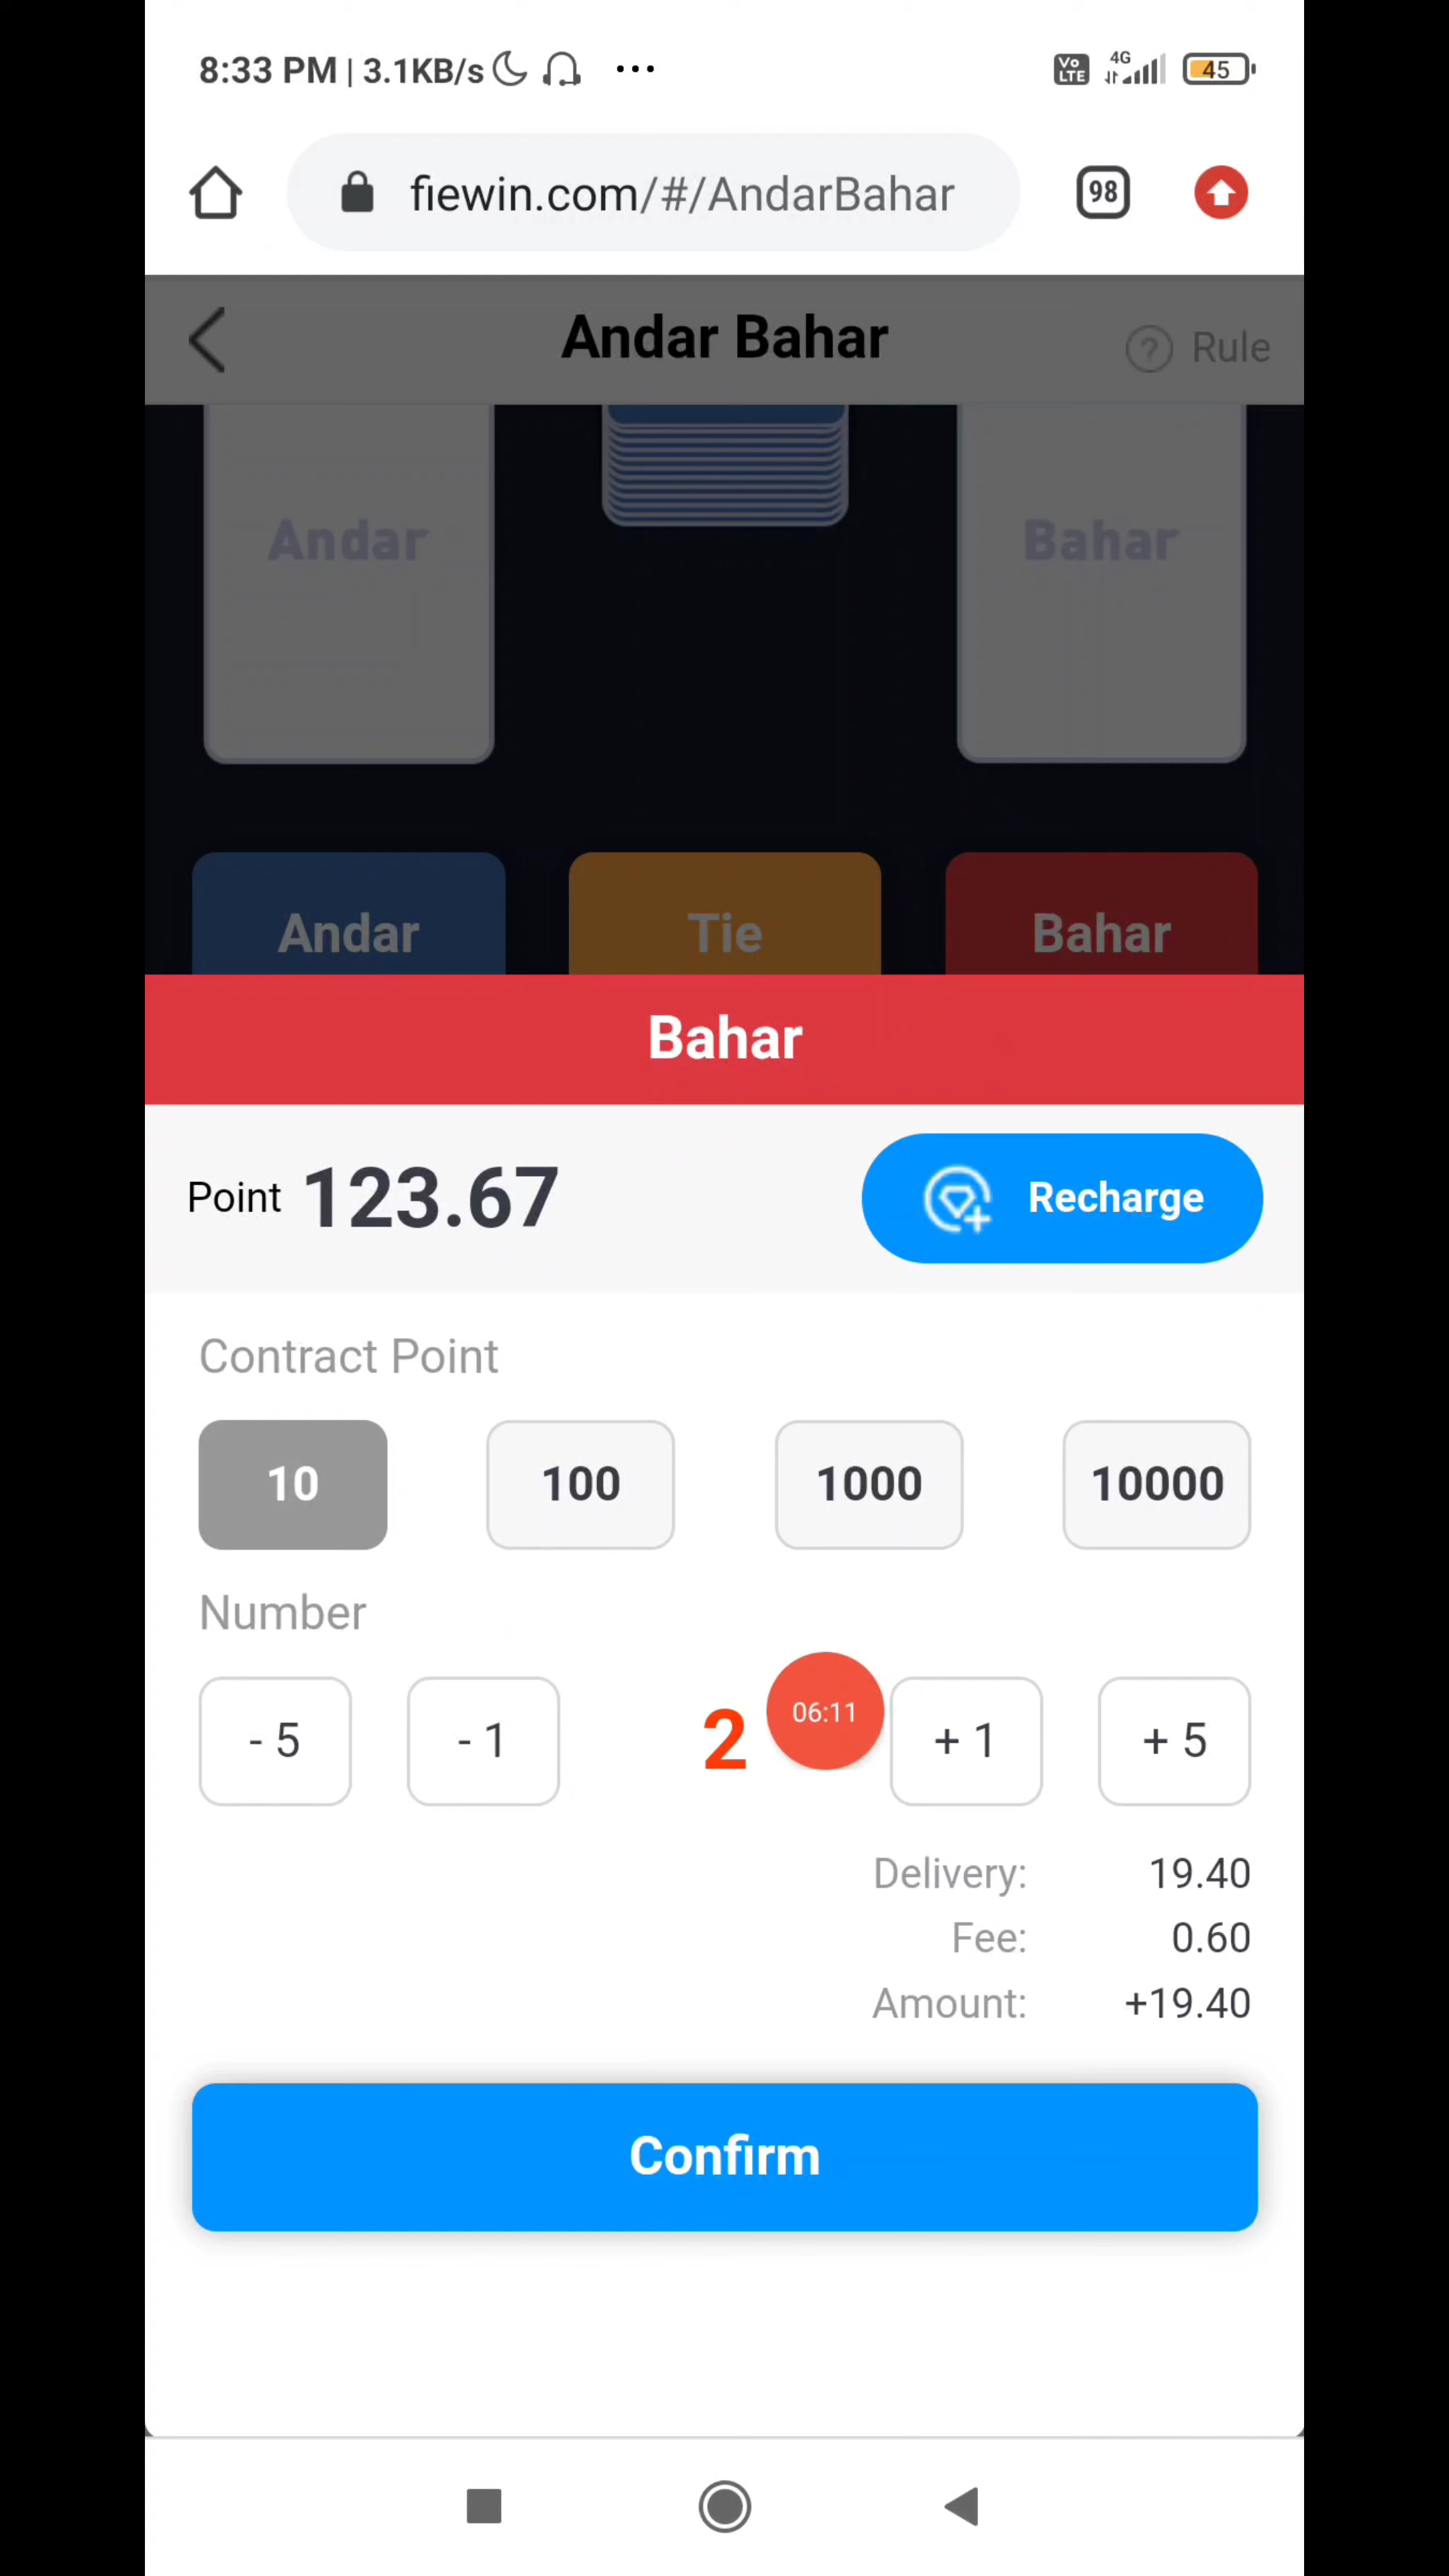 8:33 PM | 3.1KB/s ... Vo LTE 4G 45
fiewin.com/#/AndarBahar 98
Andar Bahar ? Rule
Andar Bahar
Andar Tie Bahar
Bahar
Point 123.67 Recharge
Contract Point
10 100 1000 10000
Number
- 5 - 1 2 06:11 + 1 + 5
Delivery: 19.40
Fee: 0.60
Amount: +19.40
Confirm